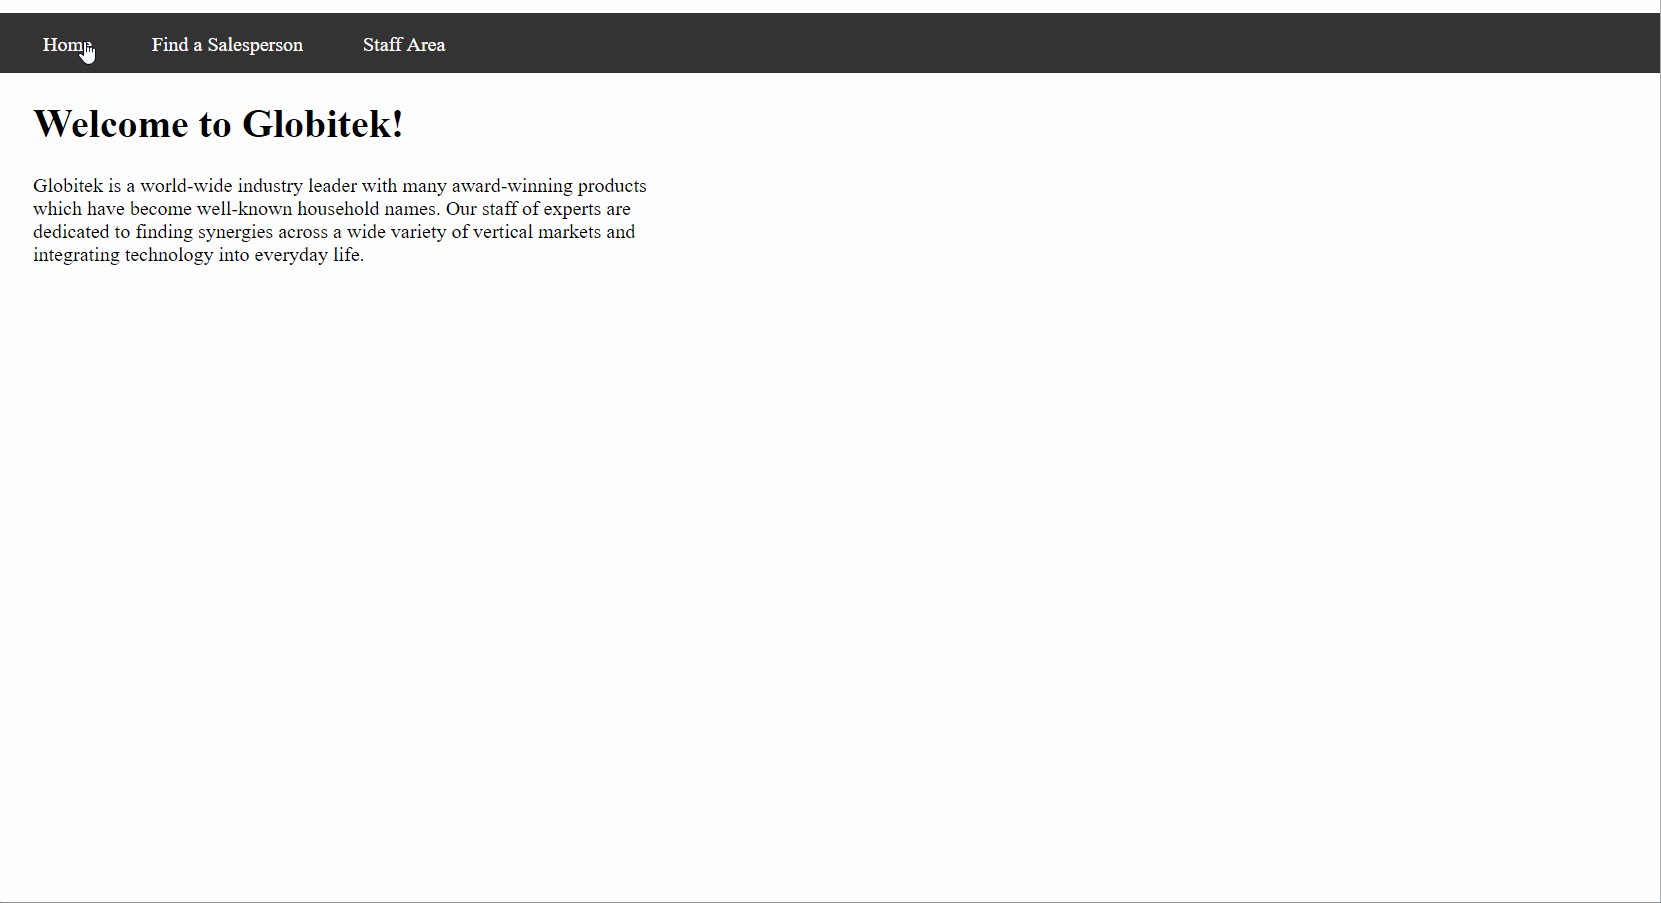 Home Find a Salesperson Staff Area
Welcome to Globitek!
Globitek is a world-wide industry leader with many award-winning products
which have become well-known household names. Our staff of experts are
dedicated to finding synergies across a wide variety of vertical markets and
integrating technology into everyday life.